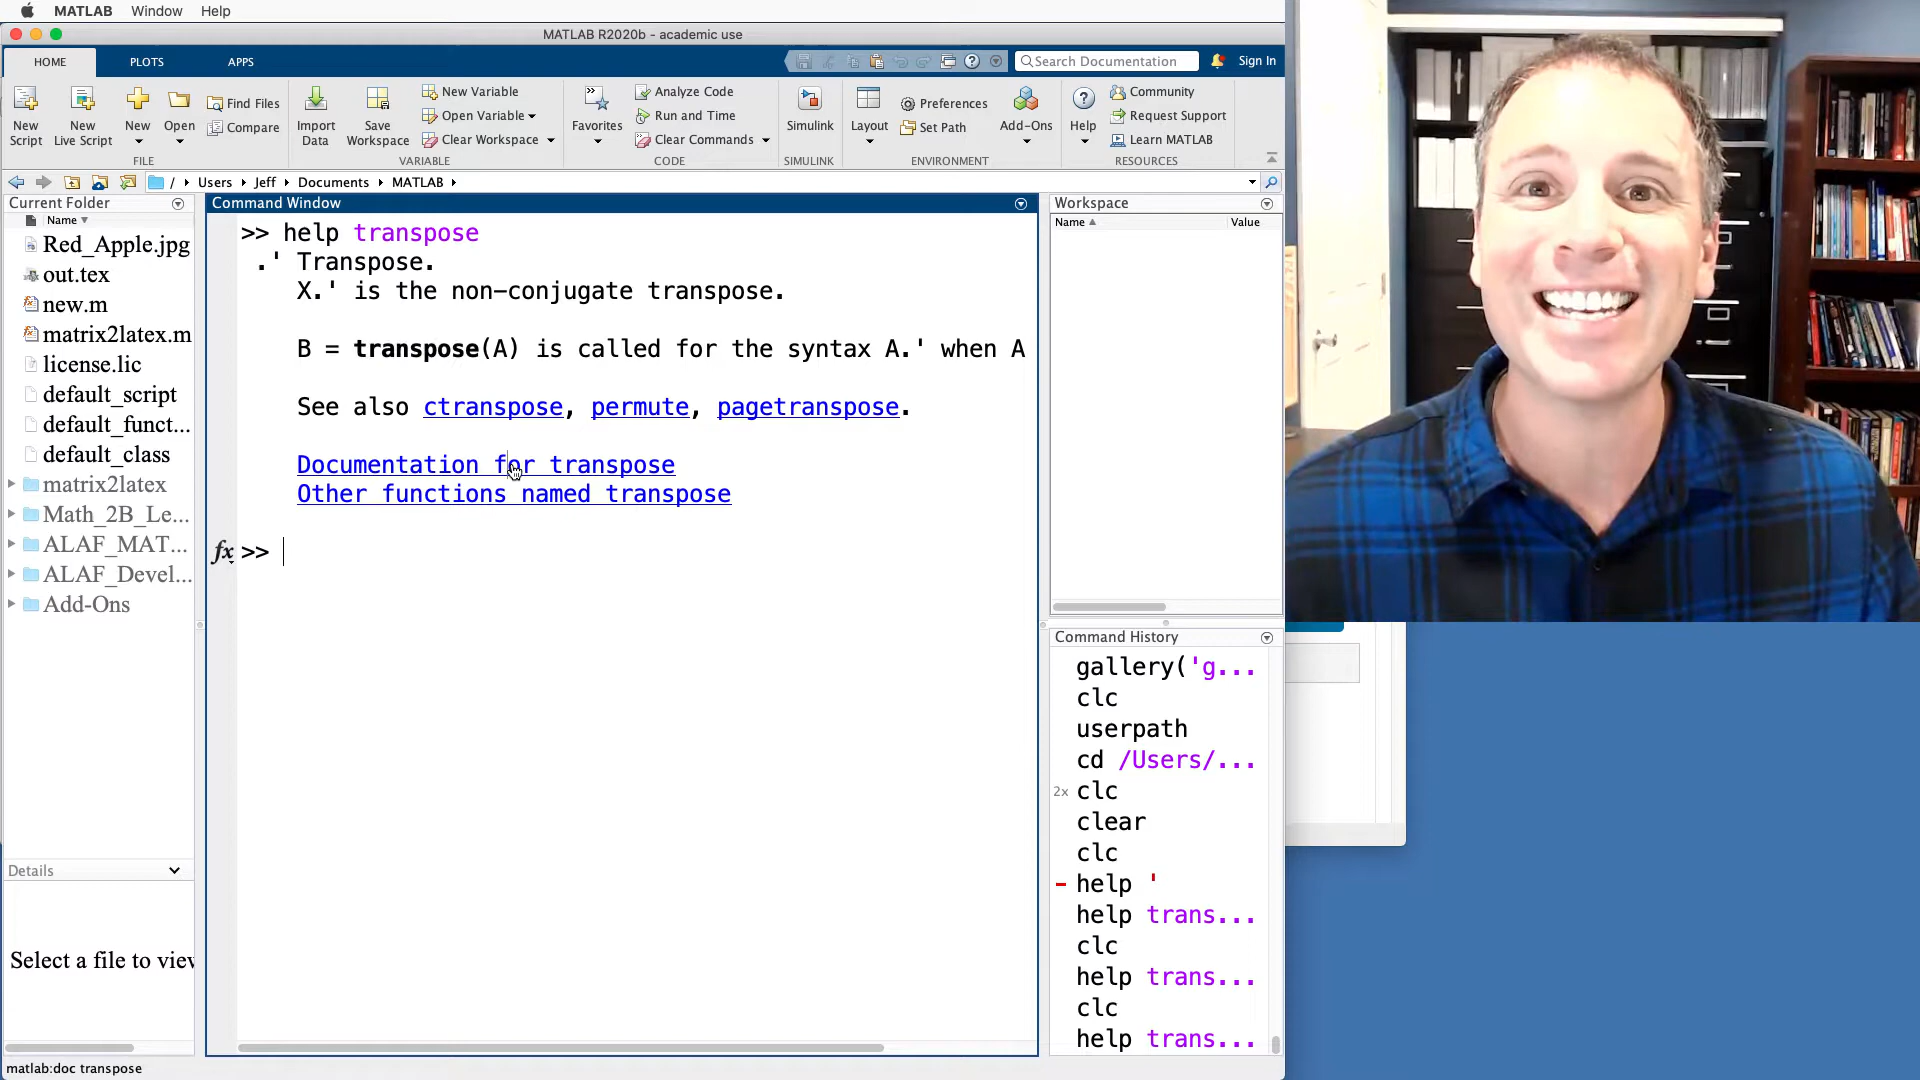 MATLAB Window Help
MATLAB R2020b - academic use
HOME PLOTS APPS
Search Documentation
Sign In
New Script
New Live Script
New
Open
Find Files
Compare
FILE
Import Data
Save Workspace
New Variable
Open Variable
Clear Workspace
VARIABLE
Favorites
Analyze Code
Run and Time
Clear Commands
CODE
Simulink
SIMULINK
Layout
Preferences
Set Path
Add-Ons
ENVIRONMENT
Help
Community
Request Support
Learn MATLAB
RESOURCES
/ Users Jeff Documents MATLAB
Current Folder
Name
Red_Apple.jpg
out.tex
new.m
matrix2latex.m
license.lic
default_script
default_funct...
default_class
matrix2latex
Math_2B_Le...
ALAF_MAT...
ALAF_Devel...
Add-Ons
Details
Select a file to view
matlab:doc transpose
Command Window
>> help transpose
.' Transpose.
X.' is the non-conjugate transpose.
B = transpose(A) is called for the syntax A.' when A
See also ctranspose, permute, pagetranspose.
Documentation for transpose
Other functions named transpose
fx >>
Workspace
Name Value
Command History
gallery('g...
clc
userpath
cd /Users/...
2x clc
clear
clc
help '
help trans...
clc
help trans...
clc
help trans...